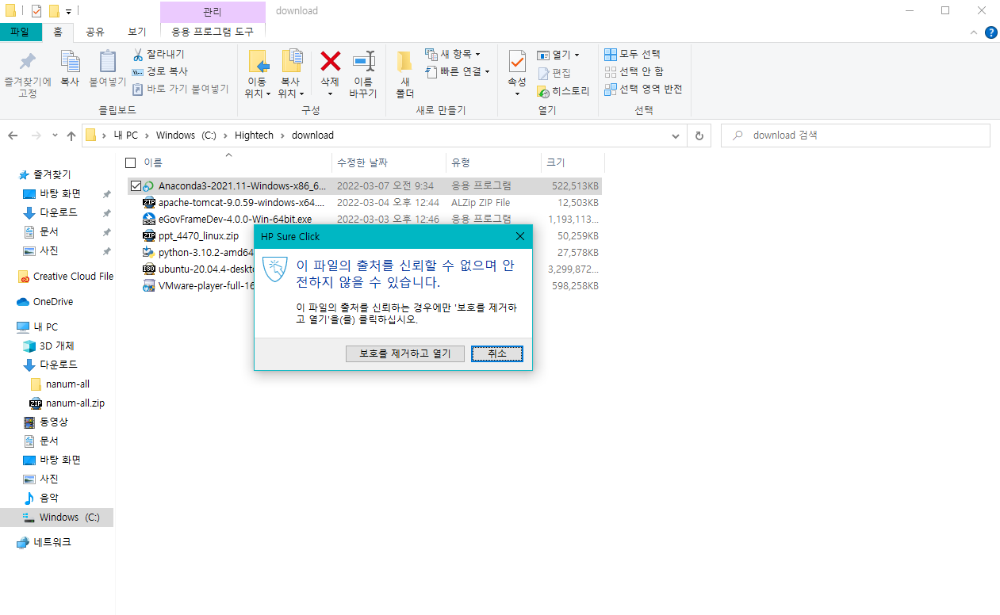 관리
download
파일
홈
공유
보기
응용 프로그램 도구
즐겨찾기에
고정
복사
붙여넣기
잘라내기
경로 복사
바로 가기 붙여넣기
클립보드
이동
위치
복사
위치
삭제
이름
바꾸기
구성
새
폴더
새 항목
빠른 연결
새로 만들기
속성
열기
편집
히스토리
열기
모두 선택
선택 안 함
선택 영역 반전
선택
내 PC > Windows (C:) > Hightech > download
download 검색
이름 수정한 날짜 유형 크기
Anaconda3-2021.11-Windows-x86_6... 2022-03-07 오전 9:34 응용 프로그램 522,513KB
apache-tomcat-9.0.59-windows-x64.... 2022-03-04 오후 12:44 ALZip ZIP File 12,503KB
eGovFrameDev-4.0.0-Win-64bit.exe 2022-03-03 오후 12:46 응용 프로그램 1,193,113...
ppt_4470_linux.zip 50,259KB
python-3.10.2-amd64 27,578KB
ubuntu-20.04.4-deskt 3,299,872...
VMware-player-full-16 598,258KB
HP Sure Click
이 파일의 출처를 신뢰할 수 없으며 안
전하지 않을 수 있습니다.
이 파일의 출처를 신뢰하는 경우에만 '보호를 제거하
고 열기'을(를) 클릭하십시오.
보호를 제거하고 열기
취소
즐겨찾기
바탕 화면
다운로드
문서
사진
Creative Cloud File
OneDrive
내 PC
3D 개체
다운로드
nanum-all
ZIP nanum-all.zip
동영상
문서
바탕 화면
사진
음악
Windows (C:)
네트워크